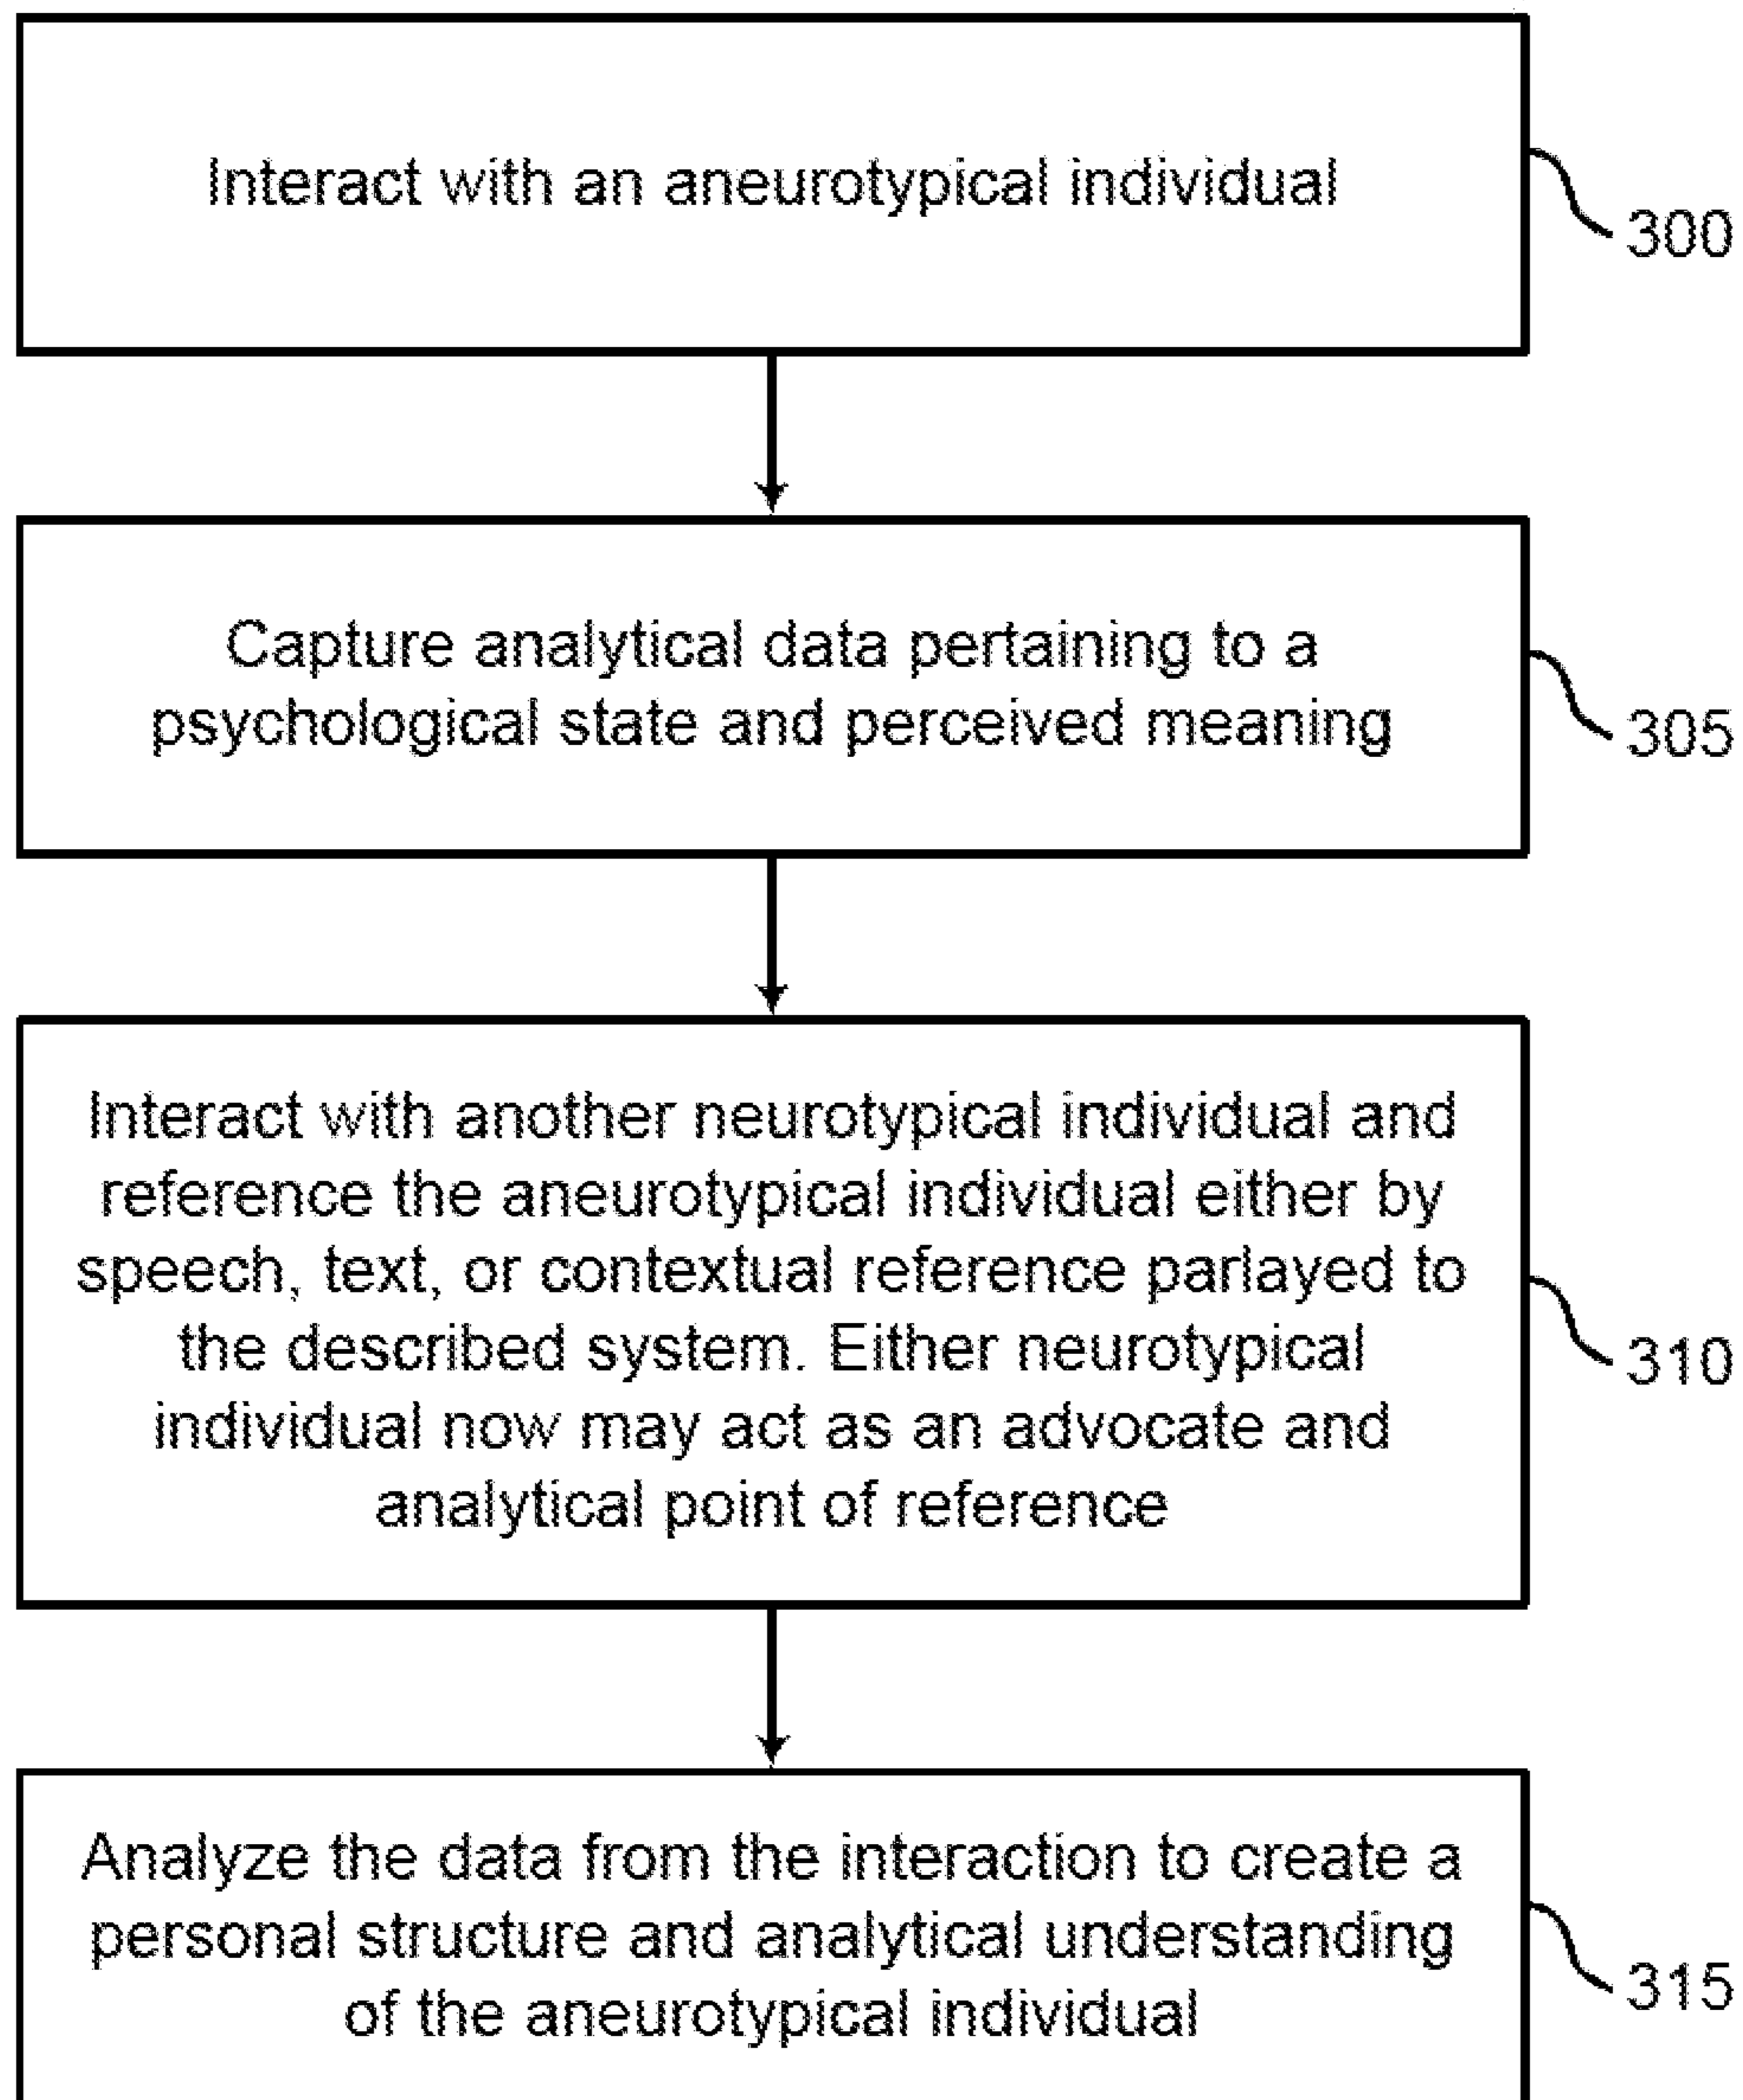 Interact with an aneurotypical individual
300
Capture analytical data pertaining to a
psychological state and perceived meaning
305
Interact with another neurotypical individual and
reference the aneurotypical individual either by
speech, text, or contextual reference parlayed to
the described system. Either neurotypical
individual now may act as an advocate and
analytical point of reference
310
Analyze the data from the interaction to create a
personal structure and analytical understanding
of the aneurotypical individual
315